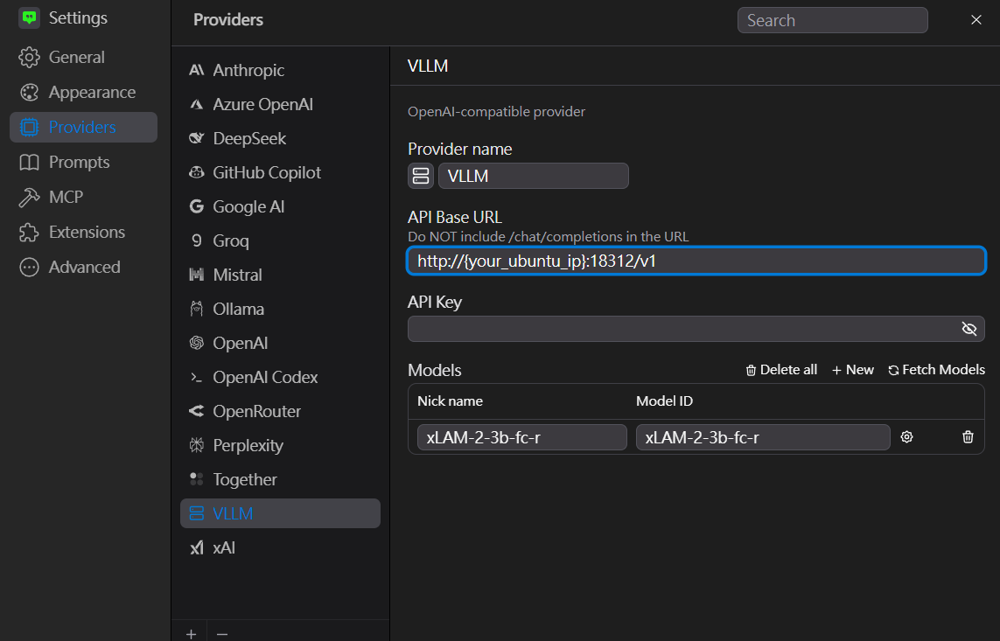 Settings
General
Appearance
Providers
Prompts
MCP
Extensions
Advanced
Providers
Search
Anthropic
Azure OpenAI
DeepSeek
GitHub Copilot
Google AI
Groq
Mistral
Ollama
OpenAI
OpenAI Codex
OpenRouter
Perplexity
Together
VLLM
xAI
VLLM
OpenAI-compatible provider
Provider name
VLLM
API Base URL
Do NOT include /chat/completions in the URL
http://{your_ubuntu_ip}:18312/v1
API Key
Models
Delete all + New Fetch Models
Nick name Model ID
xLAM-2-3b-fc-r xLAM-2-3b-fc-r